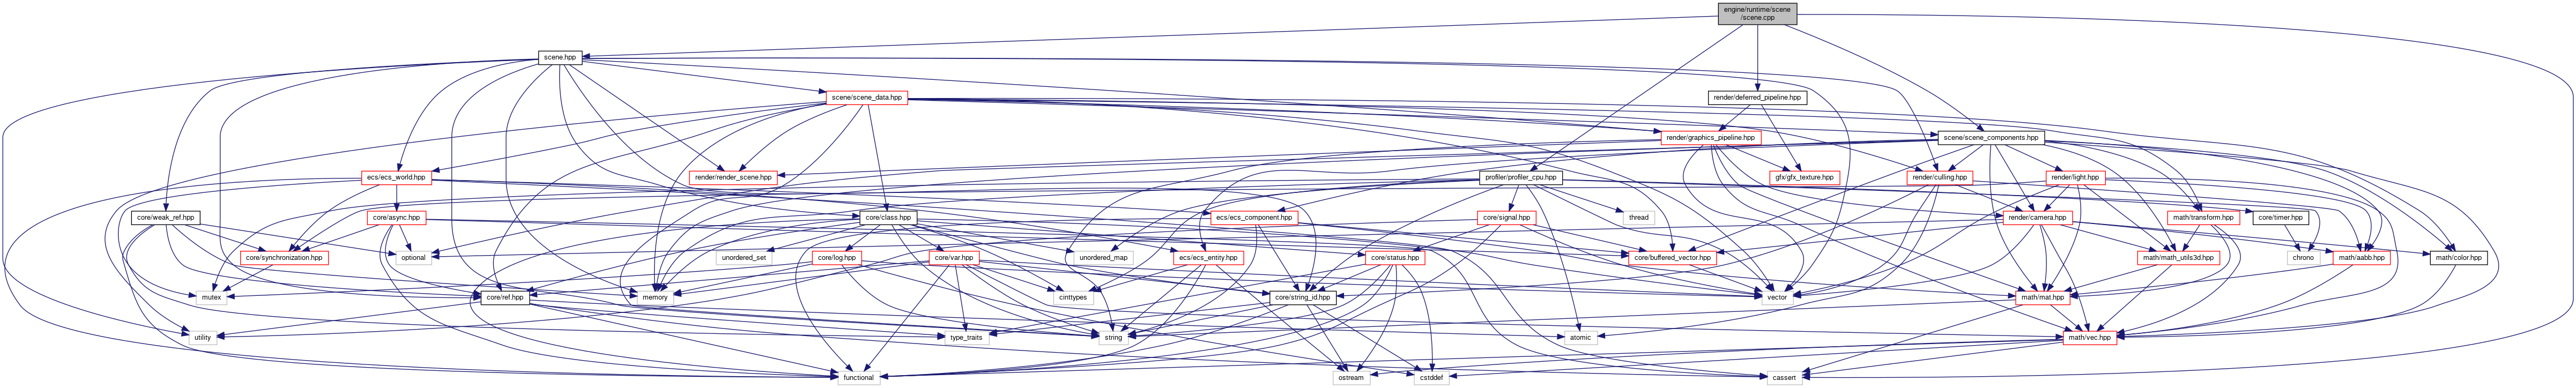 engine/runtime/scene
/scene.cpp
scene.hpp
scene/scene_data.hpp
render/deferred_pipeline.hpp
render/graphics_pipeline.hpp
scene/scene_components.hpp
ecs/ecs_world.hpp
render/render_scene.hpp
profiler/profiler_cpu.hpp
gfx/gfx_texture.hpp
render/culling.hpp
render/light.hpp
core/weak_ref.hpp
core/async.hpp
core/class.hpp
ecs/ecs_component.hpp
core/signal.hpp
thread
render/camera.hpp
math/transform.hpp
core/timer.hpp
core/synchronization.hpp
optional
unordered_set
core/log.hpp
core/var.hpp
unordered_map
ecs/ecs_entity.hpp
core/status.hpp
core/buffered_vector.hpp
math/math_utils3d.hpp
chrono
math/aabb.hpp
math/color.hpp
mutex
core/ref.hpp
memory
cinttypes
core/string_id.hpp
vector
math/mat.hpp
utility
type_traits
string
atomic
math/vec.hpp
functional
ostream
cstddef
cassert